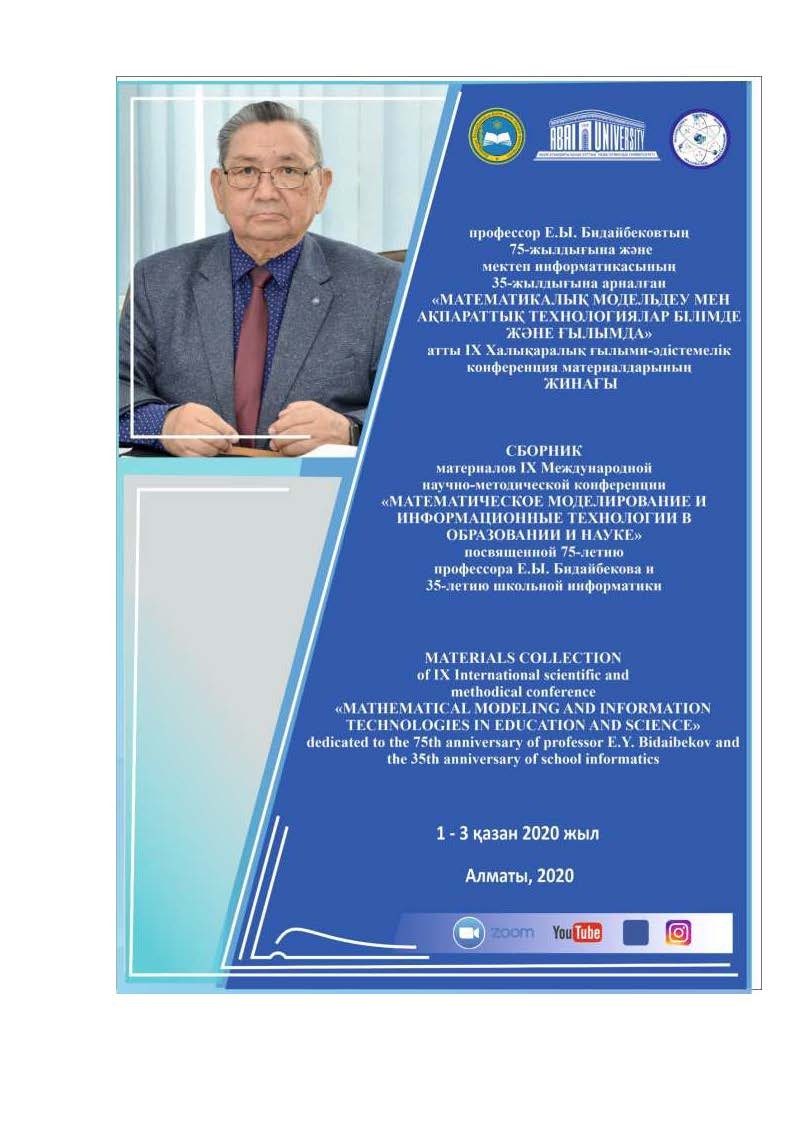 ABAI UNIVERSITY
профессор Е.Ы. Бидайбековтың
75-жылдығына және
мектеп информатикасының
35-жылдығына арналған
«МАТЕМАТИКАЛЫҚ МОДЕЛЬДЕУ МЕН
АҚПАРАТТЫҚ ТЕХНОЛОГИЯЛАР БІЛІМДЕ
ЖӘНЕ ҒЫЛЫМДА»
атты IX Халықаралық ғылыми-әдістемелік
конференция материалдарының
ЖИНАҒЫ
СБОРНИК
материалов IX Международной
научно-методической конференции
«МАТЕМАТИЧЕСКОЕ МОДЕЛИРОВАНИЕ И
ИНФОРМАЦИОННЫЕ ТЕХНОЛОГИИ В
ОБРАЗОВАНИИ И НАУКЕ»
посвященной 75-летию
профессора Е.Ы. Бидайбекова и
35-летию школьной информатики
MATERIALS COLLECTION
of IX International scientific and
methodical conference
«MATHEMATICAL MODELING AND INFORMATION
TECHNOLOGIES IN EDUCATION AND SCIENCE»
dedicated to the 75th anniversary of professor E.Y. Bidaibekov and
the 35th anniversary of school informatics
1 - 3 қазан 2020 жыл
Алматы, 2020
zoom YouTube